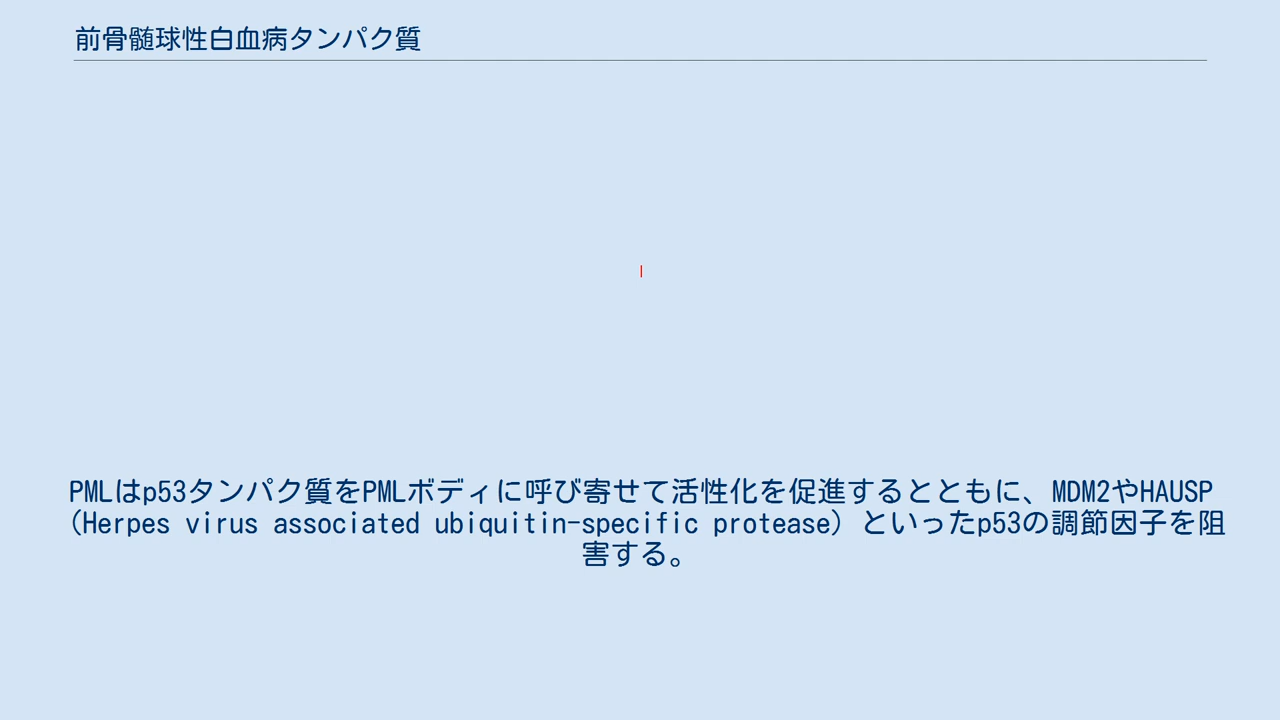 前骨髄球性白血病タンパク質
PMLはp53タンパク質をPMLボディに呼び寄せて活性化を促進するとともに、MDM2やHAUSP
(Herpes virus associated ubiquitin-specific protease) といったp53の調節因子を阻
害する。